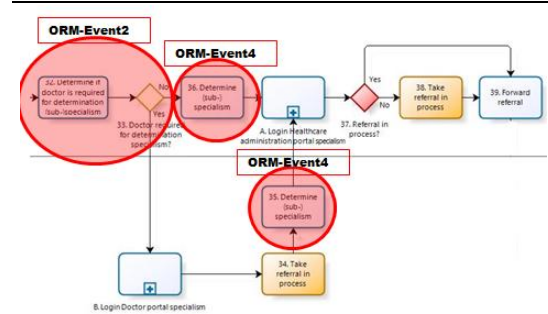 ORM-Event2
ORM-Event4
32. Determine if
doctor is required
for determination
(sub-)specialism
No
Yes
33. Doctor required
for determination
specialism?
36. Determine
(sub-)
specialism
A. Login Healthcare
administration portal specialism
Yes
No
37. Referral in
process?
38. Take
referral in
process
39. Forward
referral
ORM-Event4
35. Determine
(sub-)
specialism
B. Login Doctor portal specialism
34. Take
referral in
process